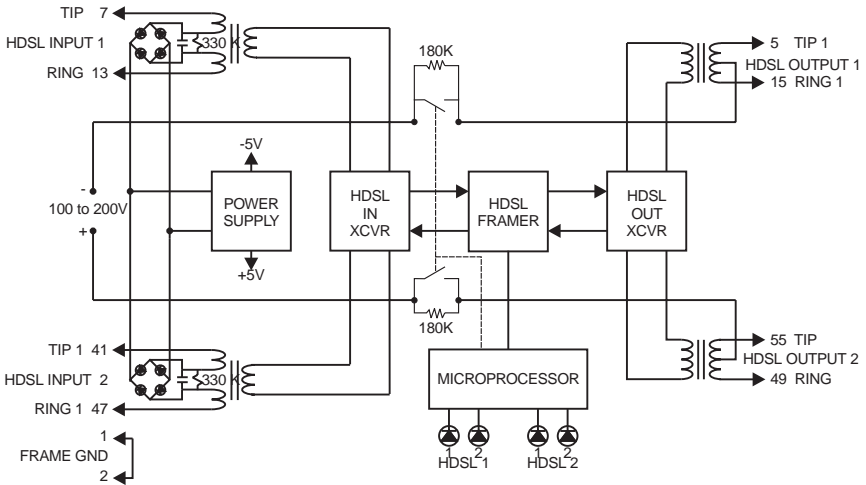 TIP 7
HDSL INPUT 1
330 K
RING 13
180K
5 TIP 1
HDSL OUTPUT 1
15 RING 1
-5V
-
100 to 200V
+
POWER
SUPPLY
+5V
HDSL
IN
XCVR
HDSL
FRAMER
HDSL
OUT
XCVR
180K
TIP 1 41
HDSL INPUT 2
330 K
RING 1 47
MICROPROCESSOR
55 TIP
HDSL OUTPUT 2
49 RING
1 2 1 2
HDSL 1 HDSL 2
1
FRAME GND
2